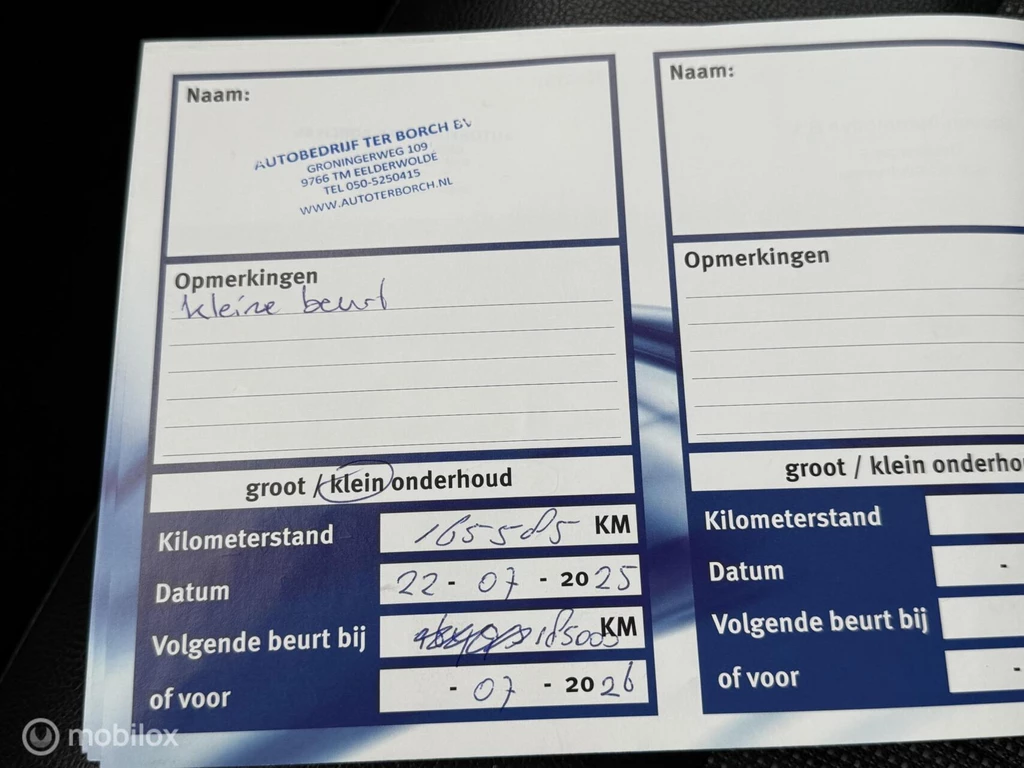 Naam:
AUTOBEDRIJF TER BORCH BV
GRONINGERWEG 109
9766 TM EELDERWOLDE
TEL 050-5250415
WWW.AUTOTERBORCH.NL
Opmerkingen
kleine beurt
groot / klein onderhoud
Kilometerstand 165585 KM
Datum 22 - 07 - 2025
Volgende beurt bij 185005 KM
of voor - 07 - 2026
Naam:
Opmerkingen
groot / klein onderho
Kilometerstand
Datum -
Volgende beurt bij
of voor -
mobilox